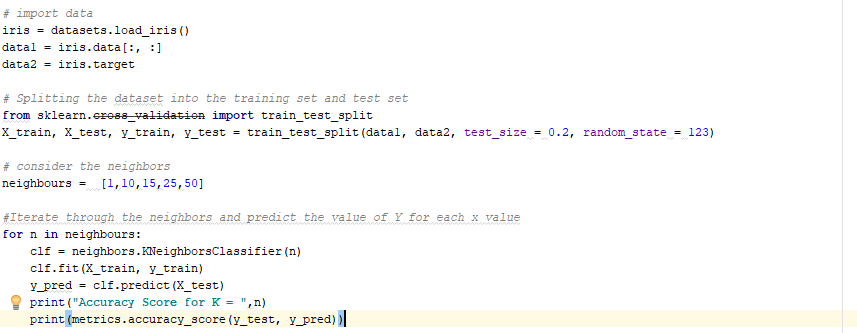 # import data
iris = datasets.load_iris()
data1 = iris.data[:, :]
data2 = iris.target
# Splitting the dataset into the training set and test set
from sklearn.cross_validation import train_test_split
X_train, X_test, y_train, y_test = train_test_split(data1, data2, test_size = 0.2, random_state = 123)
# consider the neighbors
neighbours =  [1,10,15,25,50]
#Iterate through the neighbors and predict the value of Y for each x value
for n in neighbours:
    clf = neighbors.KNeighborsClassifier(n)
    clf.fit(X_train, y_train)
    y_pred = clf.predict(X_test)
    print("Accuracy Score for K = ",n)
    print(metrics.accuracy_score(y_test, y_pred))